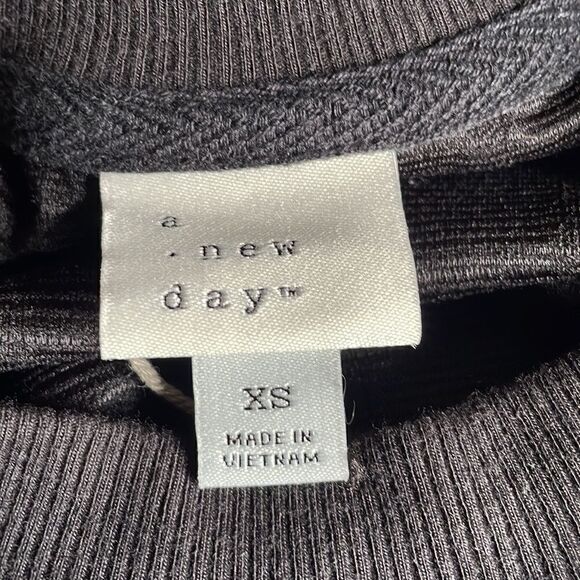 a
. new
day™
XS
MADE IN
VIETNAM